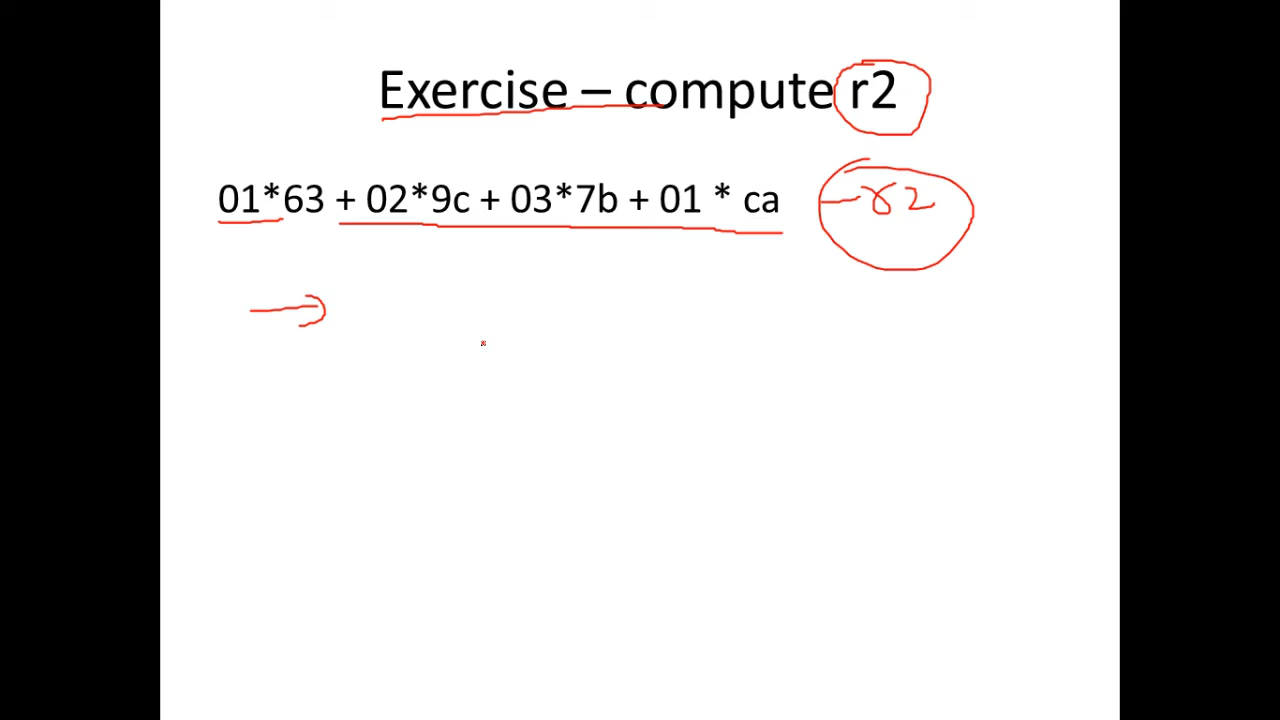 Exercise – compute r2
01*63 + 02*9c + 03*7b + 01 * ca – r2